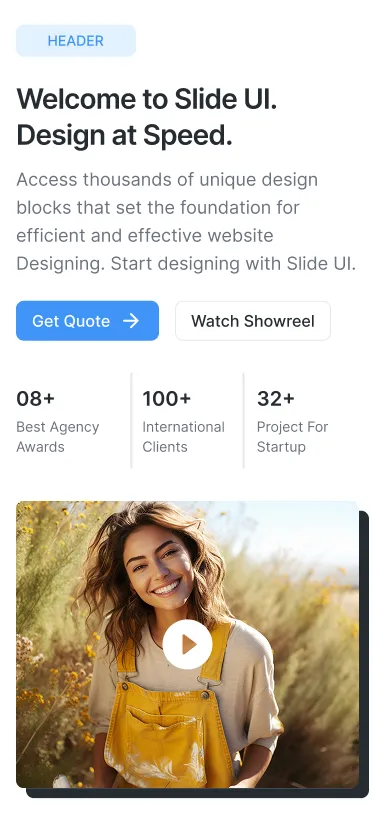 HEADER
Welcome to Slide UI.
Design at Speed.
Access thousands of unique design
blocks that set the foundation for
efficient and effective website
Designing. Start designing with Slide UI.
Get Quote
Watch Showreel
08+
Best Agency
Awards
100+
International
Clients
32+
Project For
Startup